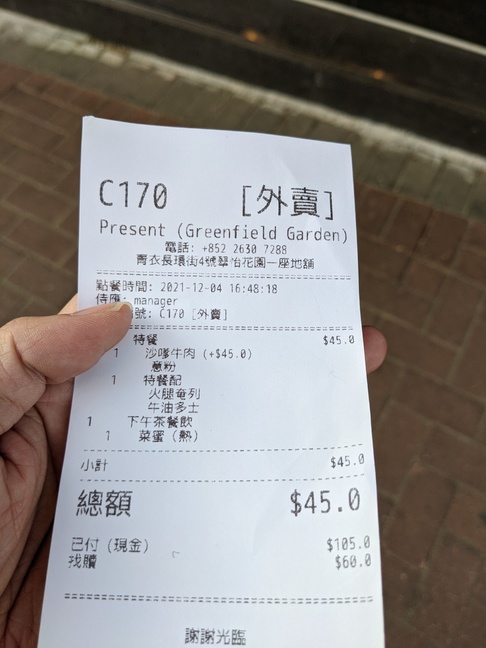 C170 [外賣]
Present (Greenfield Garden)
電話: +852 2630 7288
青衣長環街4號翠怡花園一座地舖
點餐時間: 2021-12-04 16:48:18
侍應: manager
號: C170 [外賣]
特餐 $45.0
1 沙嗲牛肉 (+$45.0)
意粉
1 特餐配
火腿奄列
牛油多士
1 下午茶餐飲
1 菜蜜 (熱)
小計 $45.0
總額 $45.0
已付 (現金) $105.0
找贖 $60.0
謝謝光臨